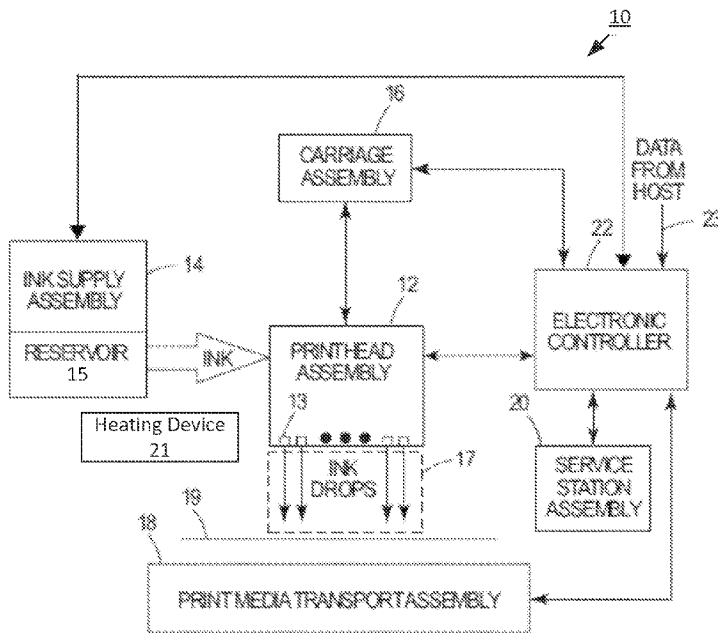 10
16
CARRIAGE
ASSEMBLY
DATA
FROM
HOST
23
22
14
INK SUPPLY
ASSEMBLY
12
ELECTRONIC
CONTROLLER
RESERVOIR
15
INK
PRINTHEAD
ASSEMBLY
13
Heating Device
21
20
17
INK
DROPS
SERVICE
STATION
ASSEMBLY
19
18
PRINT MEDIA TRANSPORT ASSEMBLY